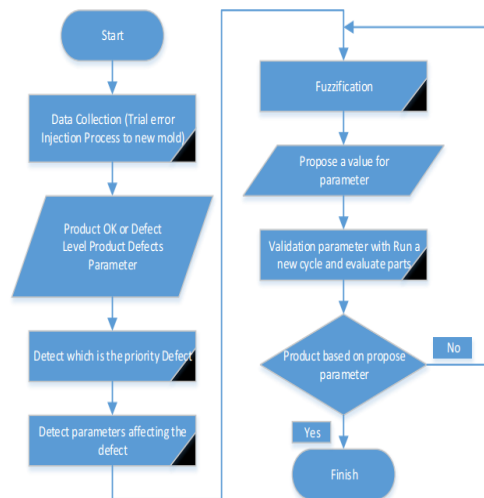 Start
Data Collection (Trial error
Injection Process to new mold)
Product OK or Defect
Level Product Defects
Parameter
Detect which is the priority Defect
Detect parameters affecting the
defect
Fuzzification
Propose a value for
parameter
Validation parameter with Run a
new cycle and evaluate parts
Product based on propose
parameter
No
Yes
Finish